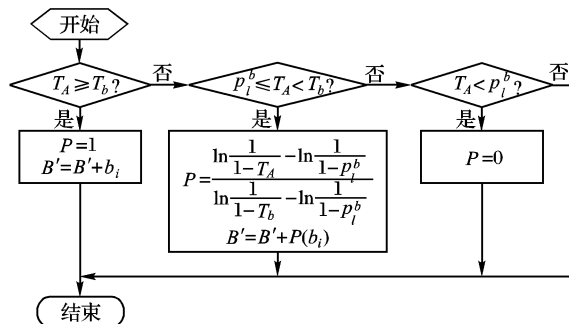 开始
T_A≥T_b?
否
p_l^b≤T_A<T_b?
否
T_A<p_l^b?
否
是
是
是
P=1
B′=B′+b_i
P=(ln 1/(1-T_A) - ln 1/(1-p_l^b))/(ln 1/(1-T_b) - ln 1/(1-p_l^b))
B′=B′+P(b_i)
P=0
结束